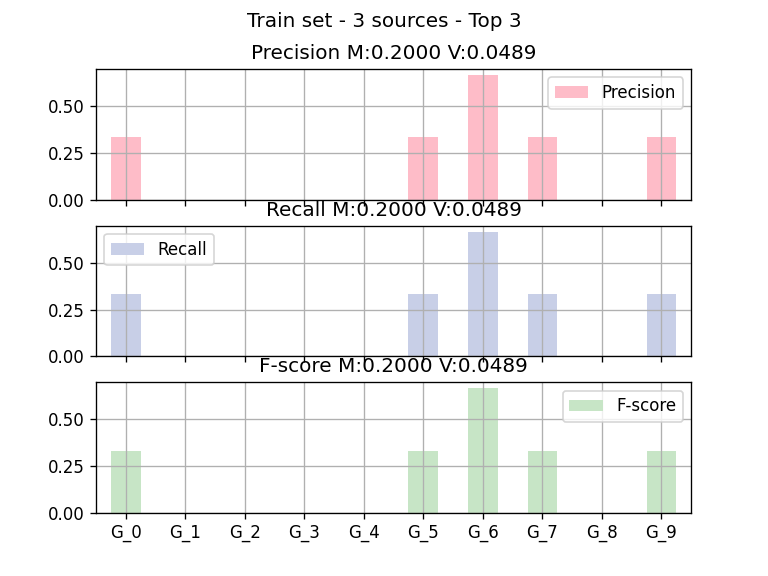 Train set - 3 sources - Top 3
Precision M:0.2000 V:0.0489
0.50
0.25
0.00
Precision
Recall M:0.2000 V:0.0489
0.50
0.25
0.00
Recall
F-score M:0.2000 V:0.0489
0.50
0.25
0.00
F-score
G_0 G_1 G_2 G_3 G_4 G_5 G_6 G_7 G_8 G_9